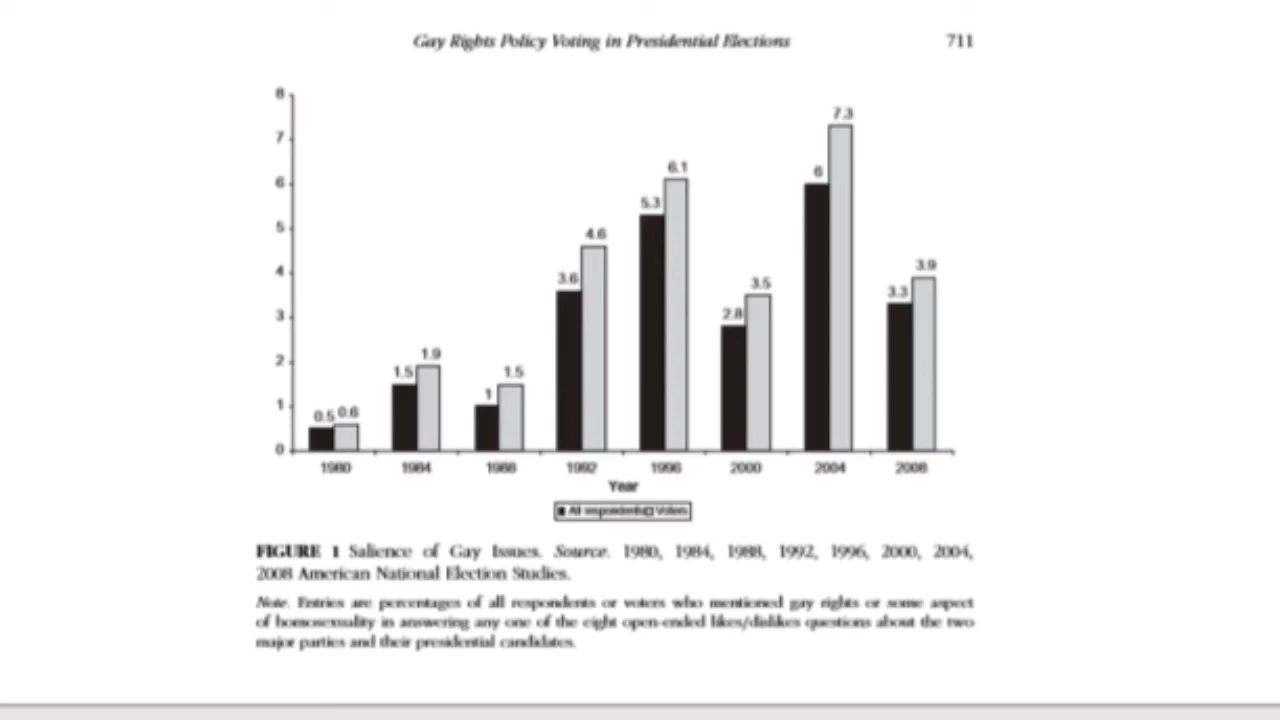 Gay Rights Policy Voting in Presidential Elections 711
8
7
6
5
4
3
2
1
0
0.5 0.6
1.5 1.9
1 1.5
3.6 4.6
5.3 6.1
2.8 3.5
6 7.3
3.3 3.9
1980 1984 1988 1992 1996 2000 2004 2008
Year
All respondents Voters
FIGURE 1 Salience of Gay Issues. Source. 1980, 1984, 1988, 1992, 1996, 2000, 2004,
2008 American National Election Studies.
Note. Entries are percentages of all respondents or voters who mentioned gay rights or some aspect
of homosexuality in answering any one of the eight open-ended likes/dislikes questions about the two
major parties and their presidential candidates.